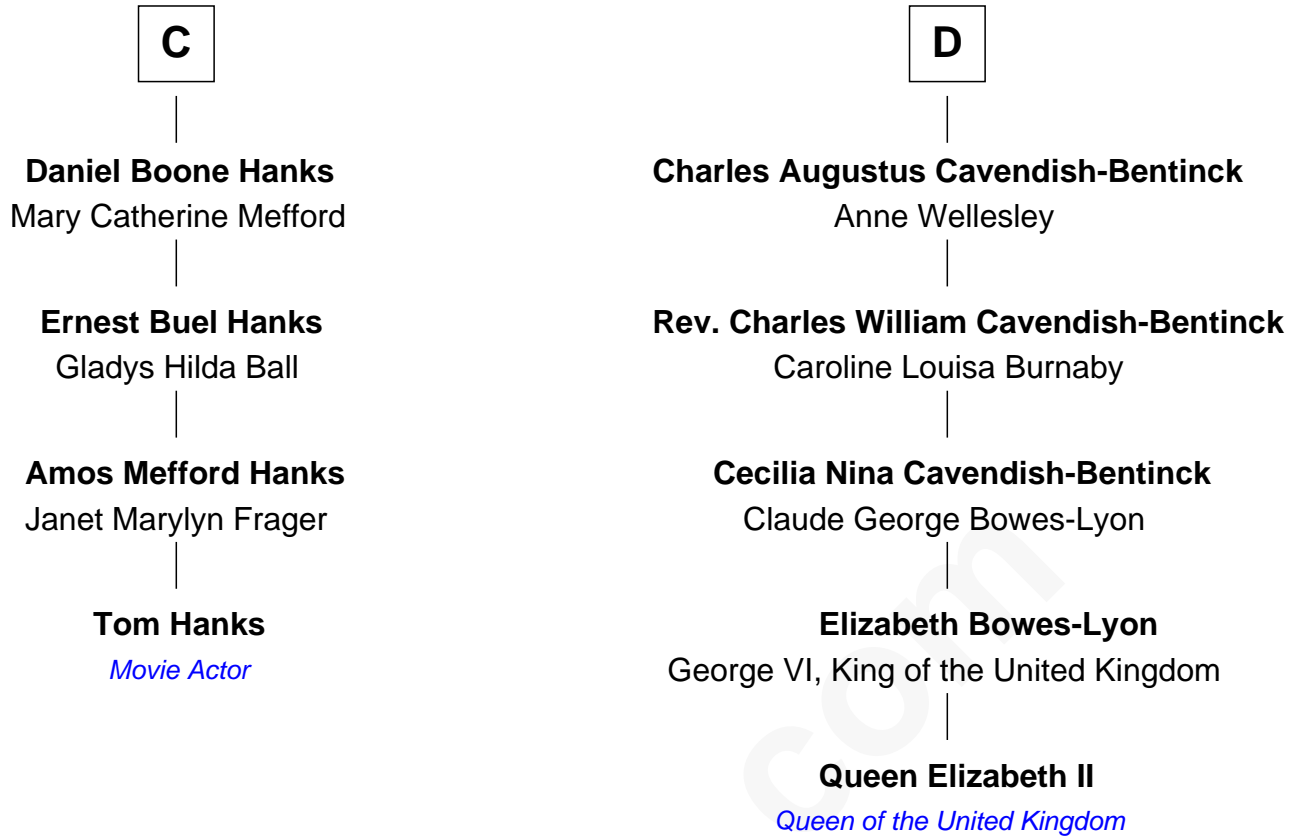 C
Daniel Boone Hanks
Mary Catherine Mefford
Ernest Buel Hanks
Gladys Hilda Ball
Amos Mefford Hanks
Janet Marylyn Frager
Tom Hanks
Movie Actor
D
Charles Augustus Cavendish-Bentinck
Anne Wellesley
Rev. Charles William Cavendish-Bentinck
Caroline Louisa Burnaby
Cecilia Nina Cavendish-Bentinck
Claude George Bowes-Lyon
Elizabeth Bowes-Lyon
George VI, King of the United Kingdom
Queen Elizabeth II
Queen of the United Kingdom
com